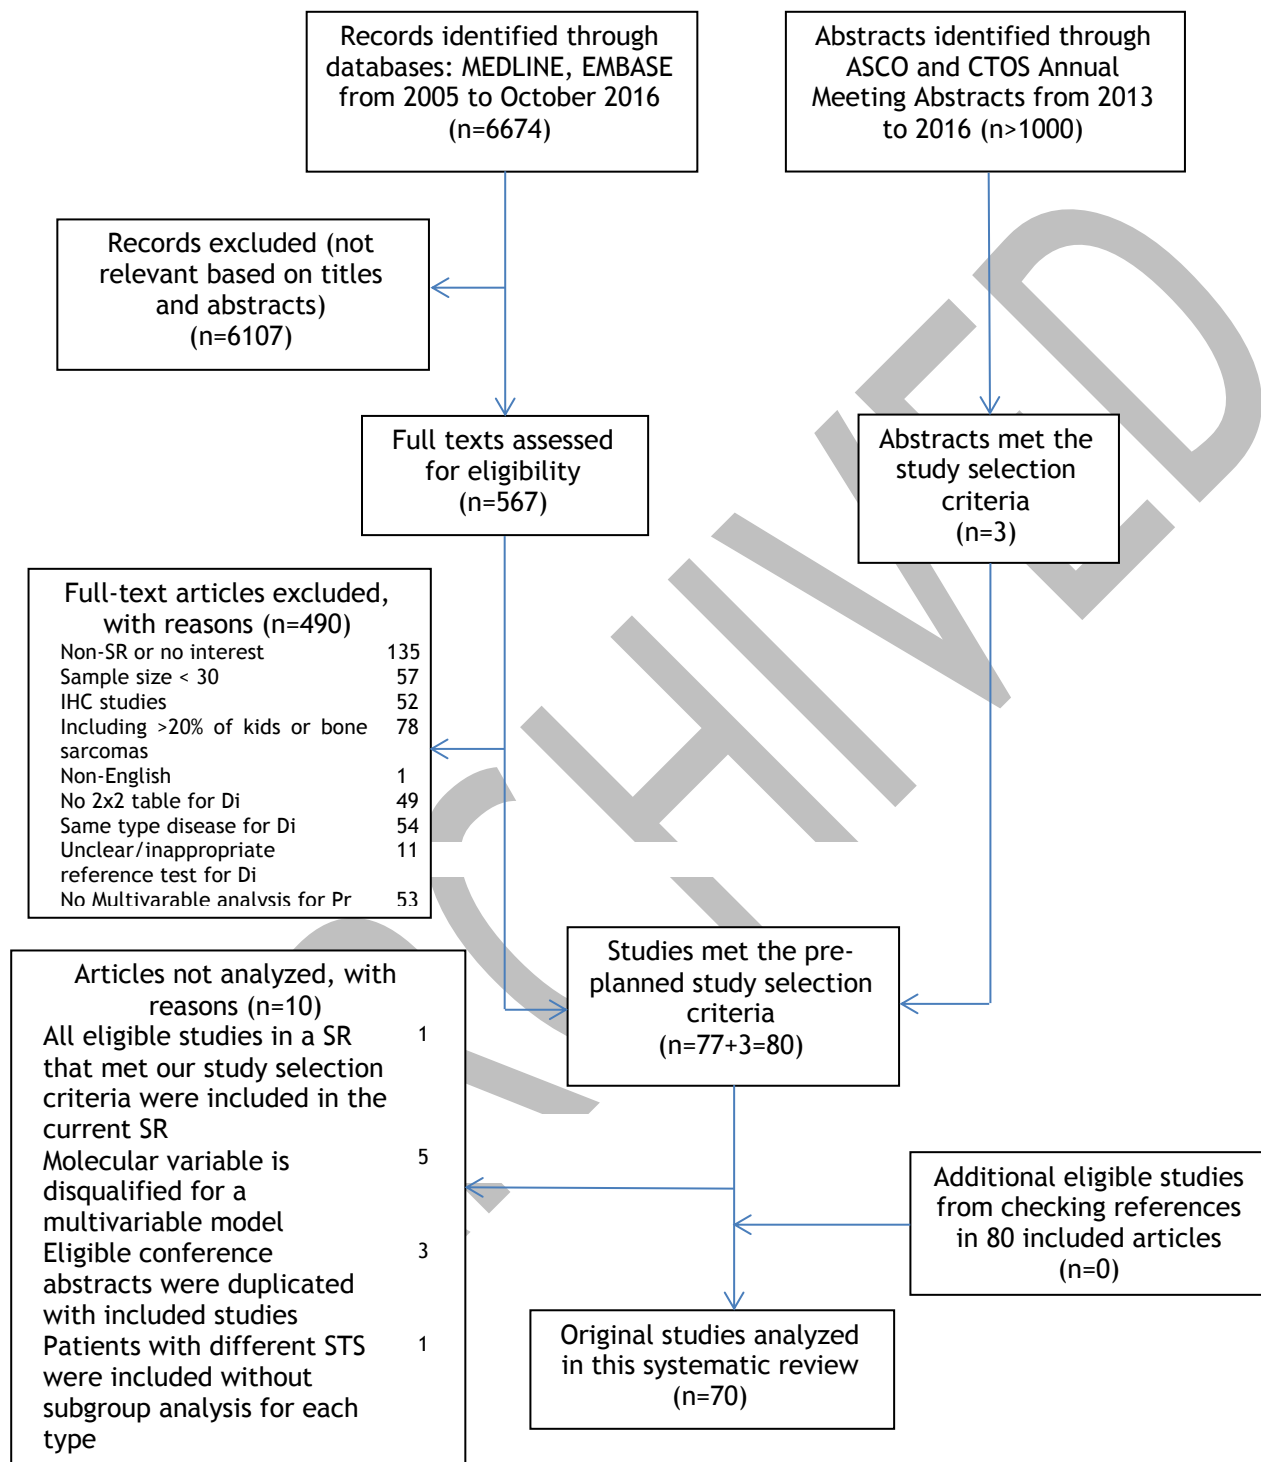 Records identified through
databases: MEDLINE, EMBASE
from 2005 to October 2016
(n=6674)
Abstracts identified through
ASCO and CTOS Annual
Meeting Abstracts from 2013
to 2016 (n>1000)
Records excluded (not
relevant based on titles
and abstracts)
(n=6107)
Full texts assessed
for eligibility
(n=567)
Abstracts met the
study selection
criteria
(n=3)
Full-text articles excluded,
with reasons (n=490)
Non-SR or no interest 135
Sample size < 30 57
IHC studies 52
Including >20% of kids or bone 78
sarcomas
Non-English 1
No 2x2 table for Di 49
Same type disease for Di 54
Unclear/inappropriate 11
reference test for Di
No Multivarable analysis for Pr 53
Studies met the pre-
planned study selection
criteria
(n=77+3=80)
Articles not analyzed, with
reasons (n=10)
All eligible studies in a SR 1
that met our study selection
criteria were included in the
current SR
Molecular variable is 5
disqualified for a
multivariable model
Eligible conference 3
abstracts were duplicated
with included studies
Patients with different STS 1
were included without
subgroup analysis for each
type
Additional eligible studies
from checking references
in 80 included articles
(n=0)
Original studies analyzed
in this systematic review
(n=70)
ARCHIVED